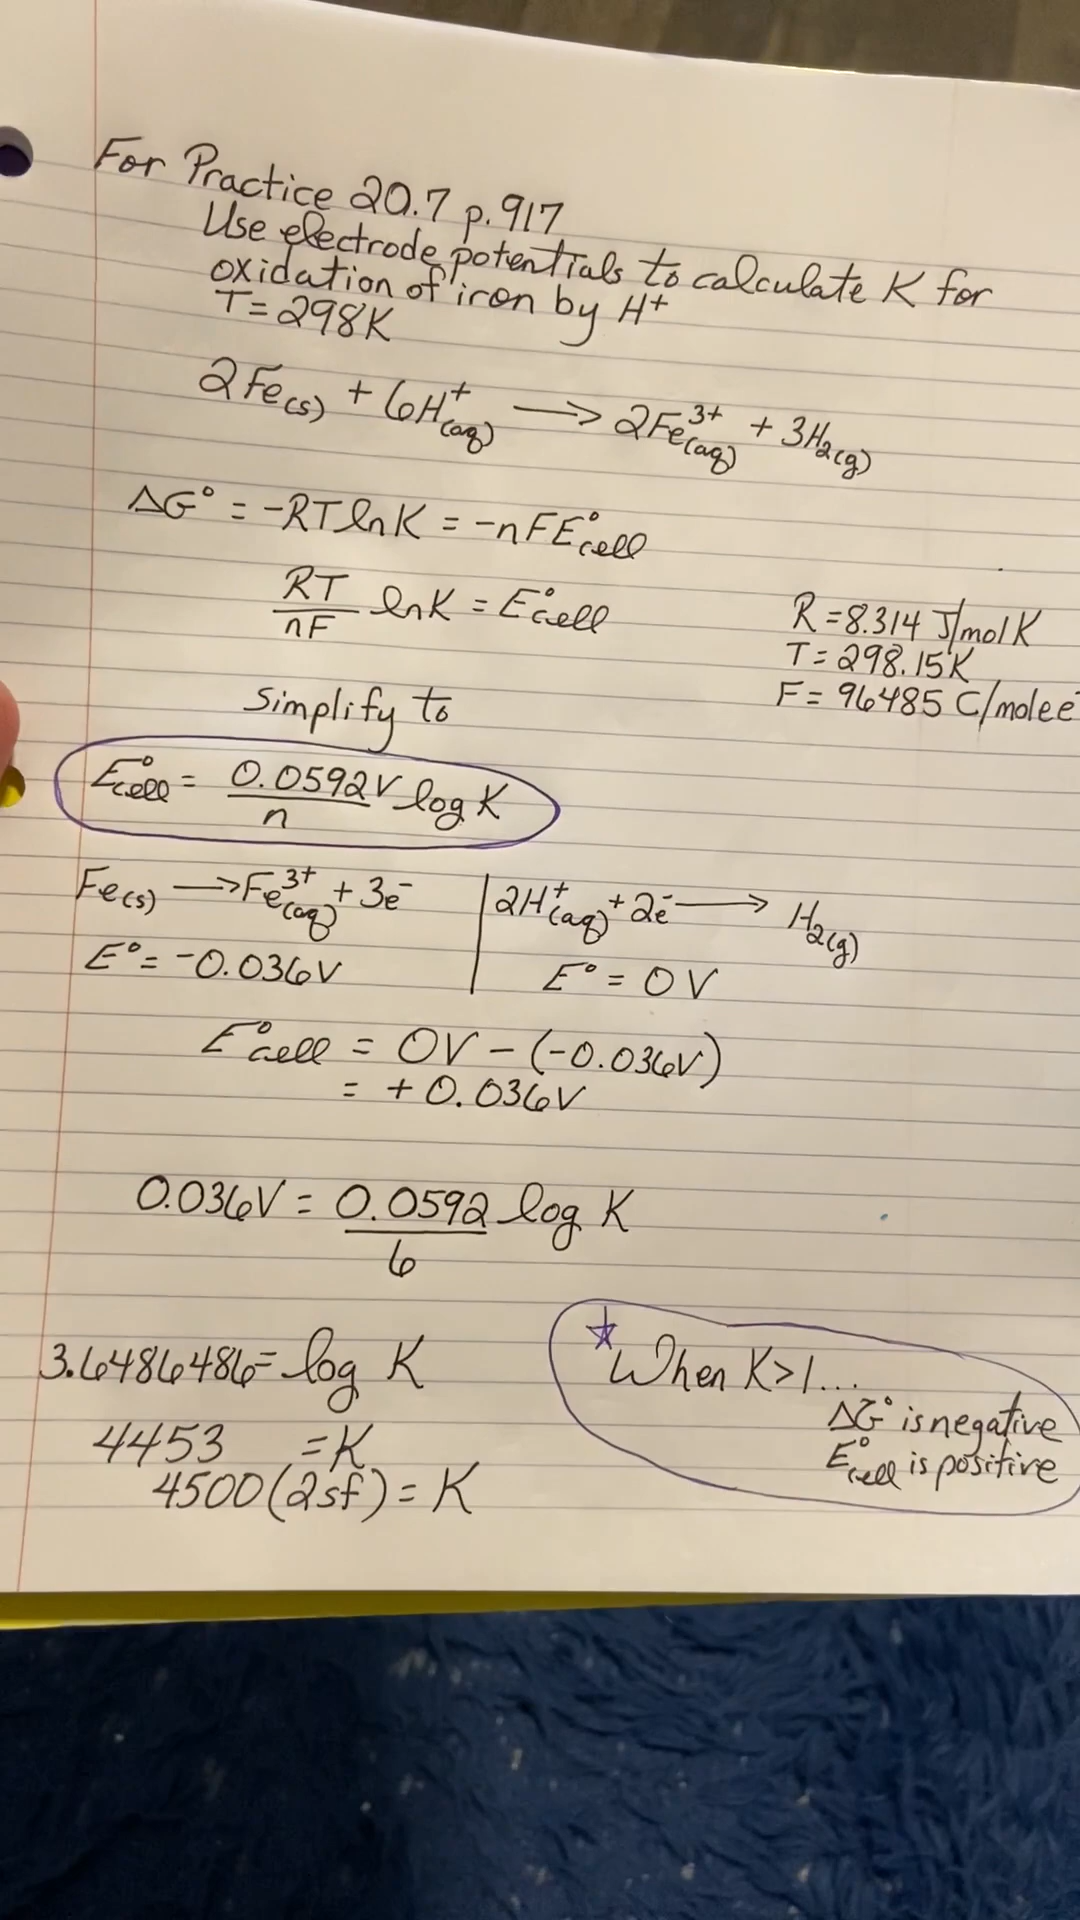 For Practice 20.7 p.917
Use electrode potentials to calculate K for
oxidation of iron by H⁺
T=298K
2Fe(s) + 6H⁺(aq) → 2Fe³⁺(aq) + 3H₂(g)
ΔG° = -RTlnK = -nFE°cell
RT/nF lnK = E°cell
R=8.314 J/molK
T=298.15K
F=96485 C/mole e⁻
Simplify to
E°cell = 0.0592V/n log K
Fe(s) → Fe³⁺(aq) + 3e⁻ | 2H⁺(aq) + 2e⁻ → H₂(g)
E°= -0.036V | E° = 0V
E°cell = 0V - (-0.036V)
= +0.036V
0.036V = 0.0592/6 log K
3.6486486 = log K
4453 = K
4500 (2sf) = K
☆ When K>1...
ΔG° is negative
E°cell is positive